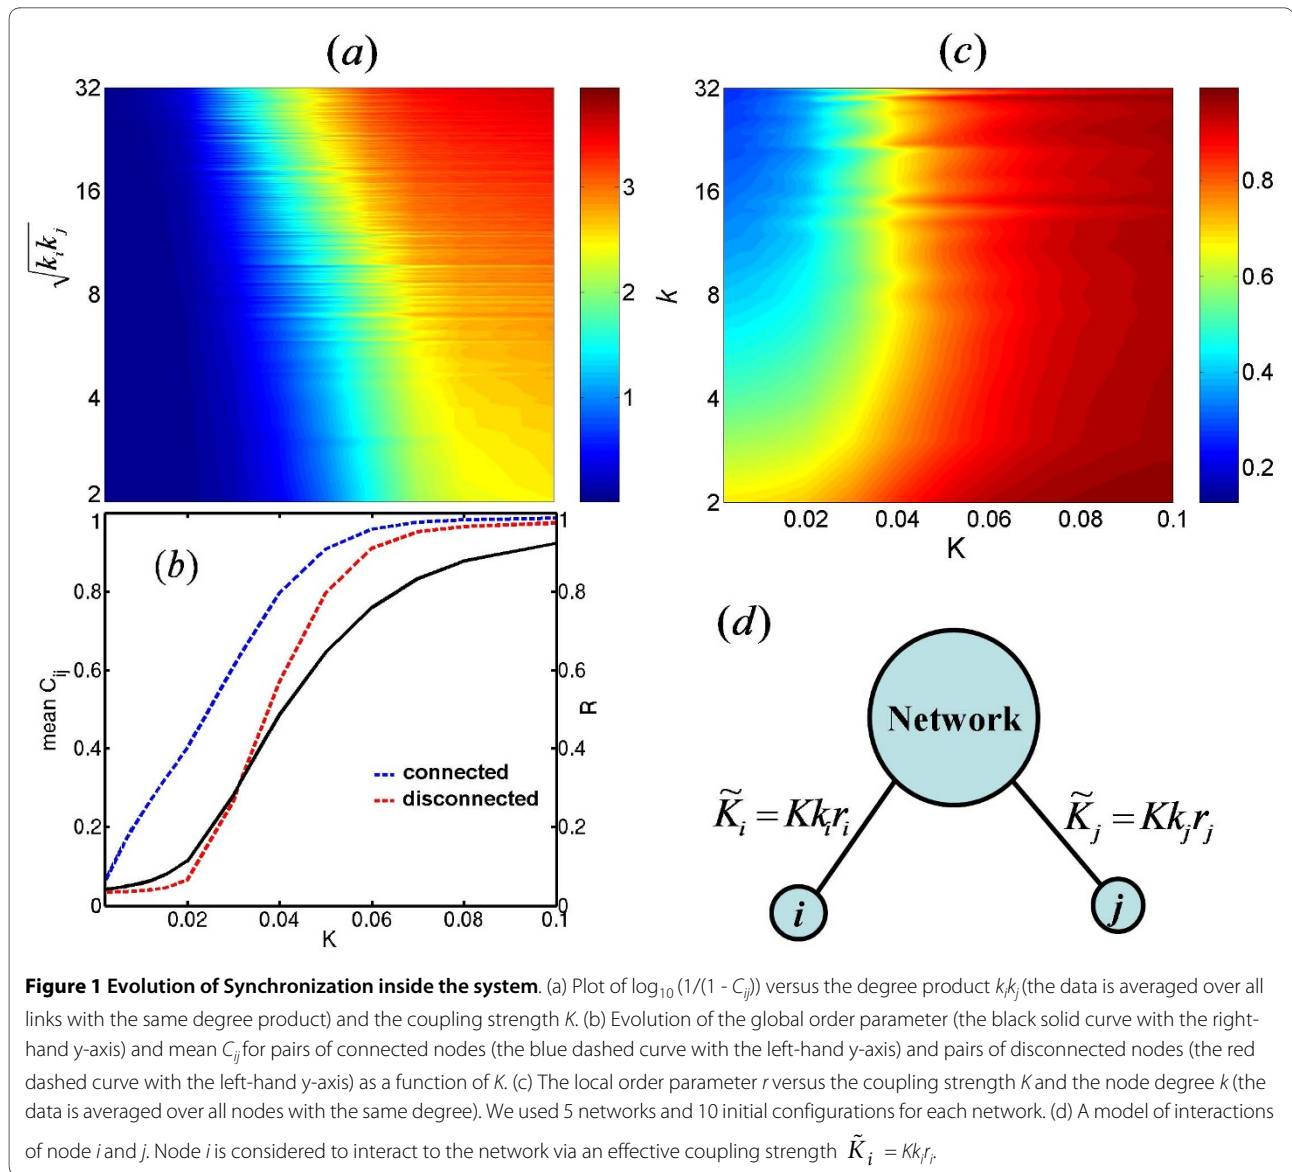 (a)
32
16
8
4
2
√kᵢkⱼ
3
2
1
(c)
32
16
8
4
2
k
0.02 0.04 0.06 0.08 0.1
K
0.8
0.6
0.4
0.2
(b)
1
0.8
0.6
0.4
0.2
0
mean C_ij
0.02 0.04 0.06 0.08 0.1
K
1
0.8
0.6
0.4
0.2
0
R
connected
disconnected
(d)
Network
K̃ᵢ = Kkᵢrᵢ
K̃ⱼ = Kkⱼrⱼ
i
j
Figure 1 Evolution of Synchronization inside the system. (a) Plot of log₁₀ (1/(1 - Cᵢⱼ)) versus the degree product kᵢkⱼ (the data is averaged over all
links with the same degree product) and the coupling strength K. (b) Evolution of the global order parameter (the black solid curve with the right-
hand y-axis) and mean Cᵢⱼ for pairs of connected nodes (the blue dashed curve with the left-hand y-axis) and pairs of disconnected nodes (the red
dashed curve with the left-hand y-axis) as a function of K. (c) The local order parameter r versus the coupling strength K and the node degree k (the
data is averaged over all nodes with the same degree). We used 5 networks and 10 initial configurations for each network. (d) A model of interactions
of node i and j. Node i is considered to interact to the network via an effective coupling strength K̃ᵢ = Kkᵢrᵢ.